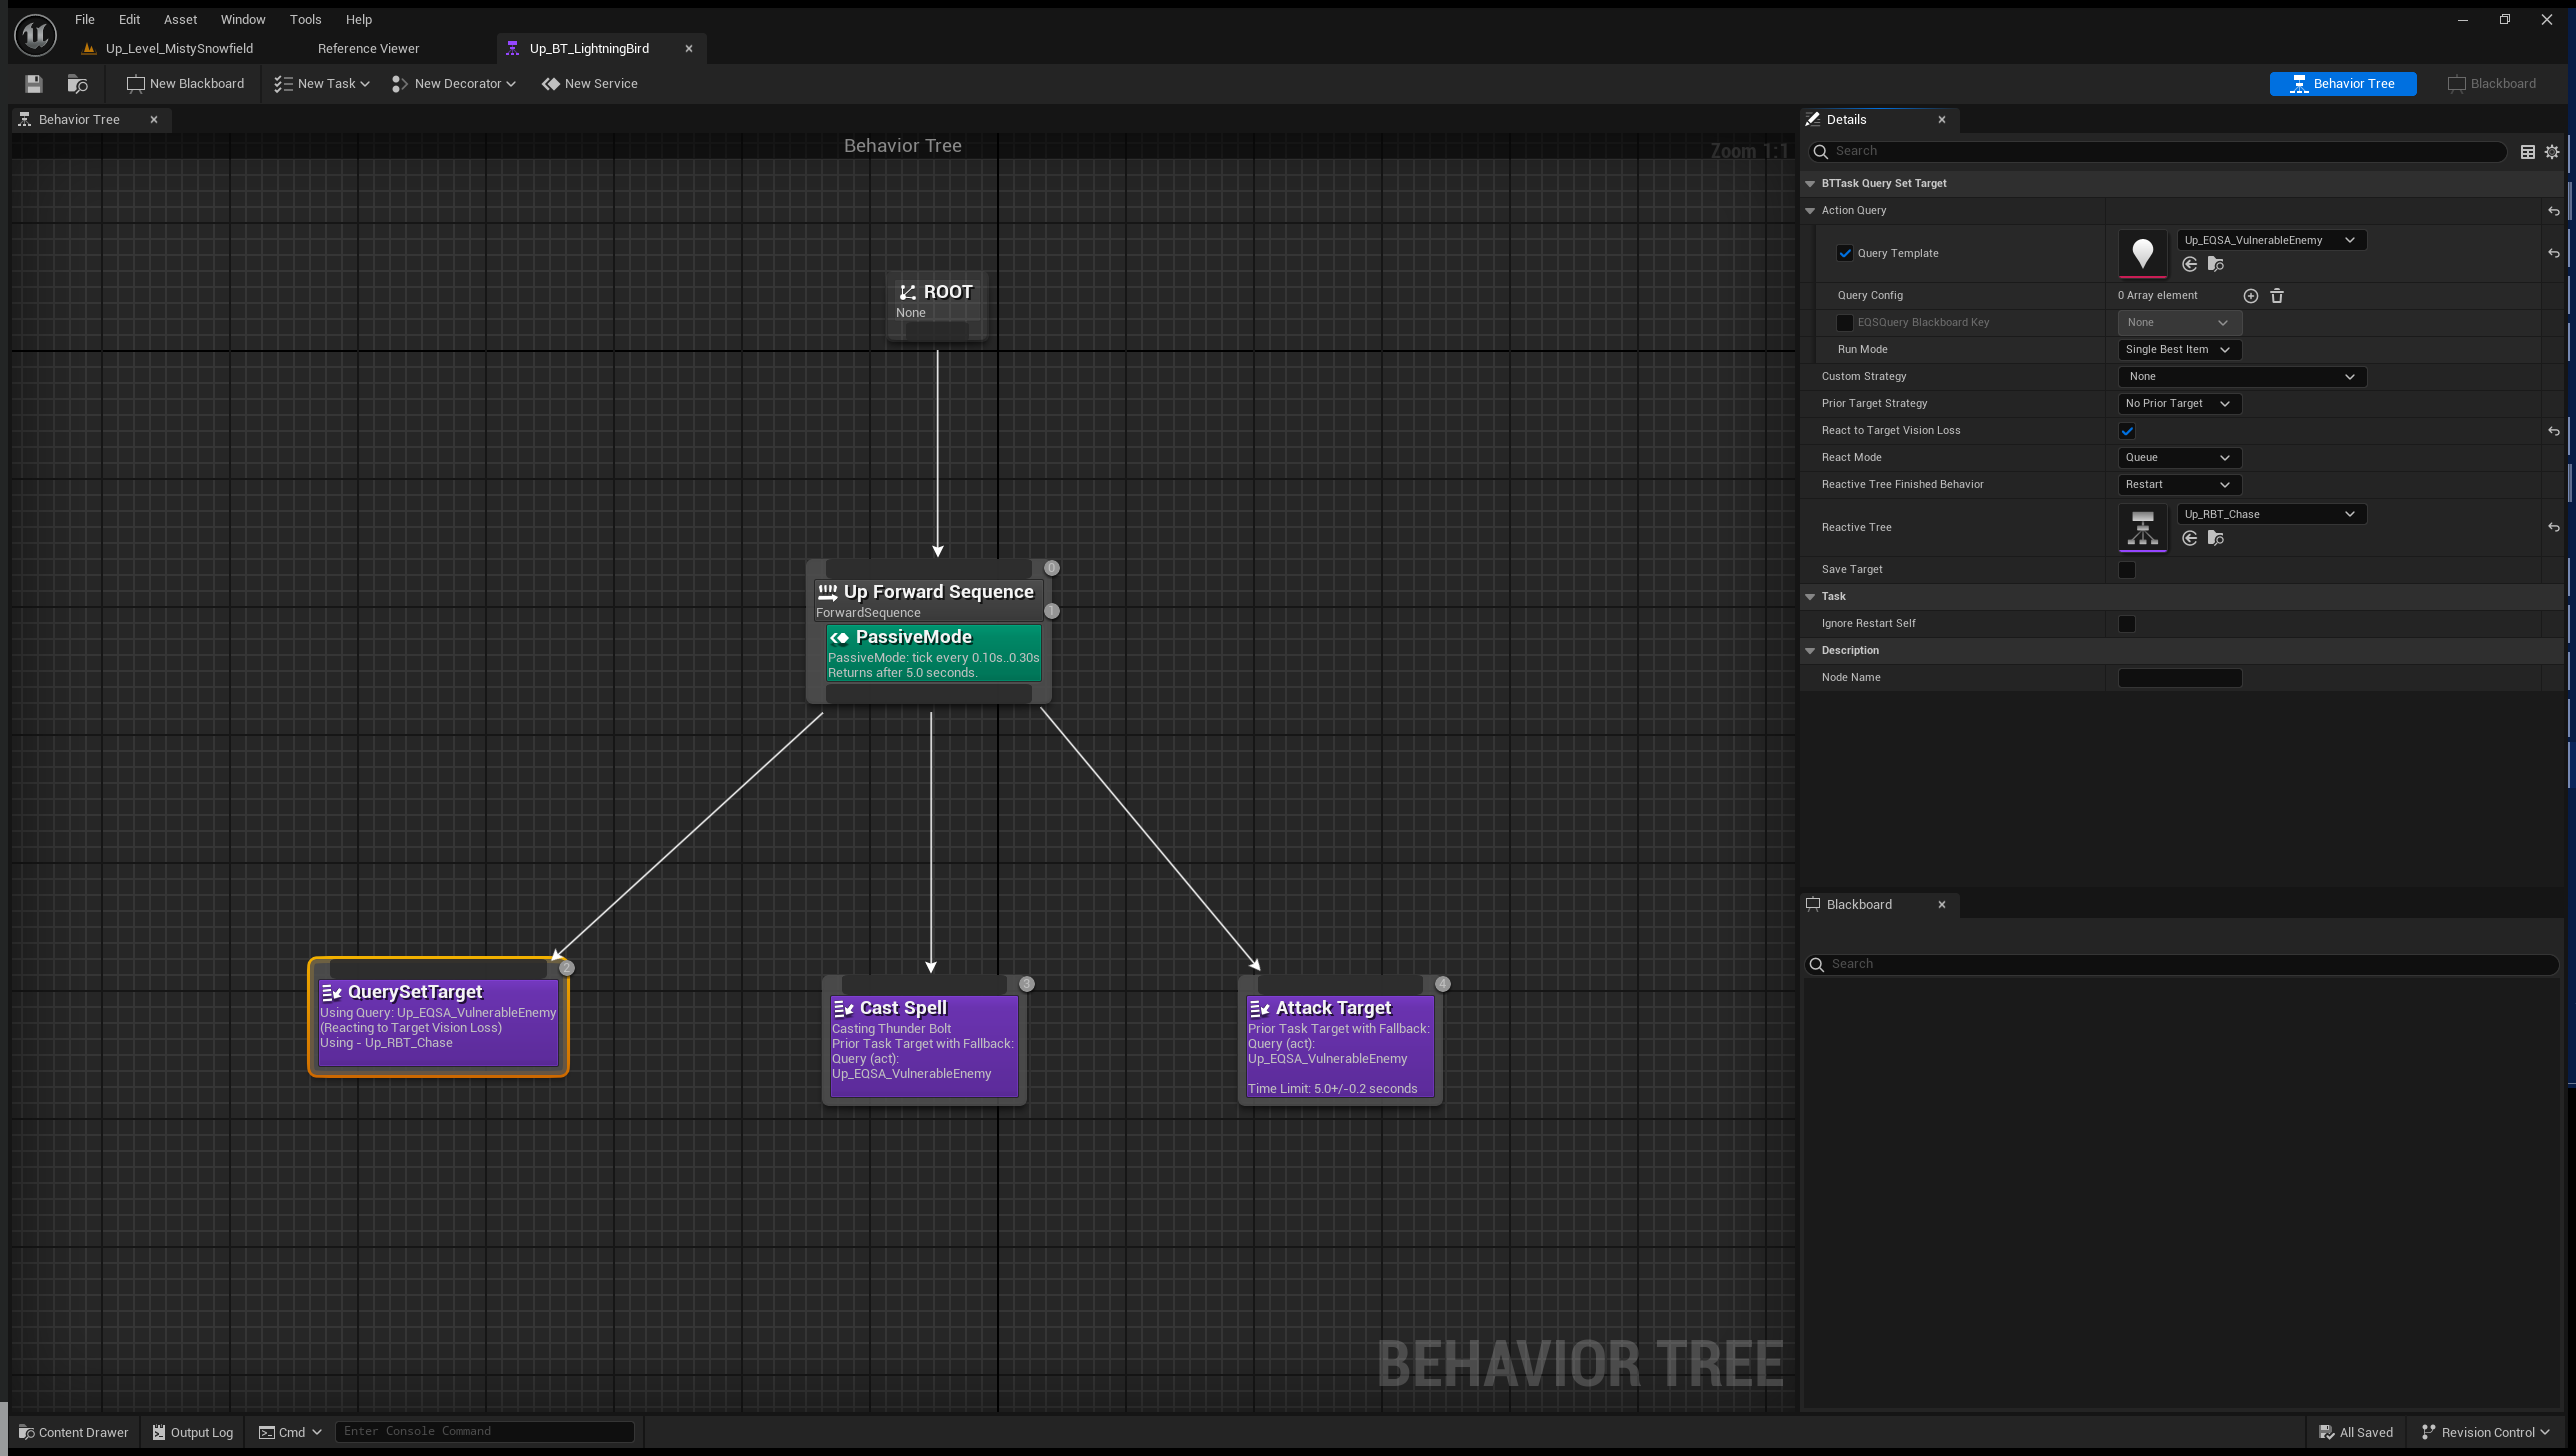 File Edit Asset Window Tools Help
Up_Level_MistySnowfield Reference Viewer Up_BT_LightningBird
New Blackboard New Task New Decorator New Service Behavior Tree Blackboard
Behavior Tree
Behavior Tree
Zoom 1:1
ROOT
None
0
Up Forward Sequence
ForwardSequence
1
PassiveMode
PassiveMode: tick every 0.10s..0.30s
Returns after 5.0 seconds.
2
QuerySetTarget
Using Query: Up_EQSA_VulnerableEnemy
(Reacting to Target Vision Loss)
Using - Up_RBT_Chase
3
Cast Spell
Casting Thunder Bolt
Prior Task Target with Fallback:
Query (act):
Up_EQSA_VulnerableEnemy
4
Attack Target
Prior Task Target with Fallback:
Query (act):
Up_EQSA_VulnerableEnemy
Time Limit: 5.0+/-0.2 seconds
BEHAVIOR TREE
Details
Search
BTTask Query Set Target
Action Query
Query Template Up_EQSA_VulnerableEnemy
Query Config 0 Array element
EQSQuery Blackboard Key None
Run Mode Single Best Item
Custom Strategy None
Prior Target Strategy No Prior Target
React to Target Vision Loss
React Mode Queue
Reactive Tree Finished Behavior Restart
Reactive Tree Up_RBT_Chase
Save Target
Task
Ignore Restart Self
Description
Node Name
Blackboard
Search
Content Drawer Output Log Cmd Enter Console Command All Saved Revision Control